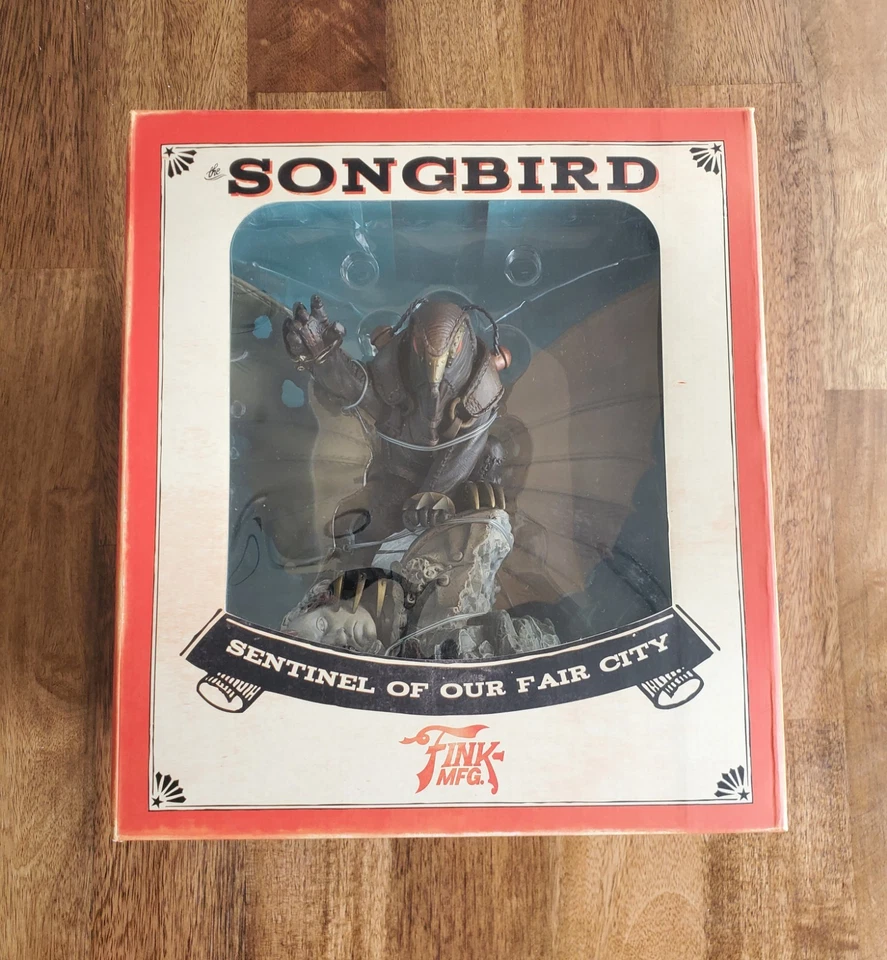 the SONGBIRD
SENTINEL OF OUR FAIR CITY
FINK
MFG.